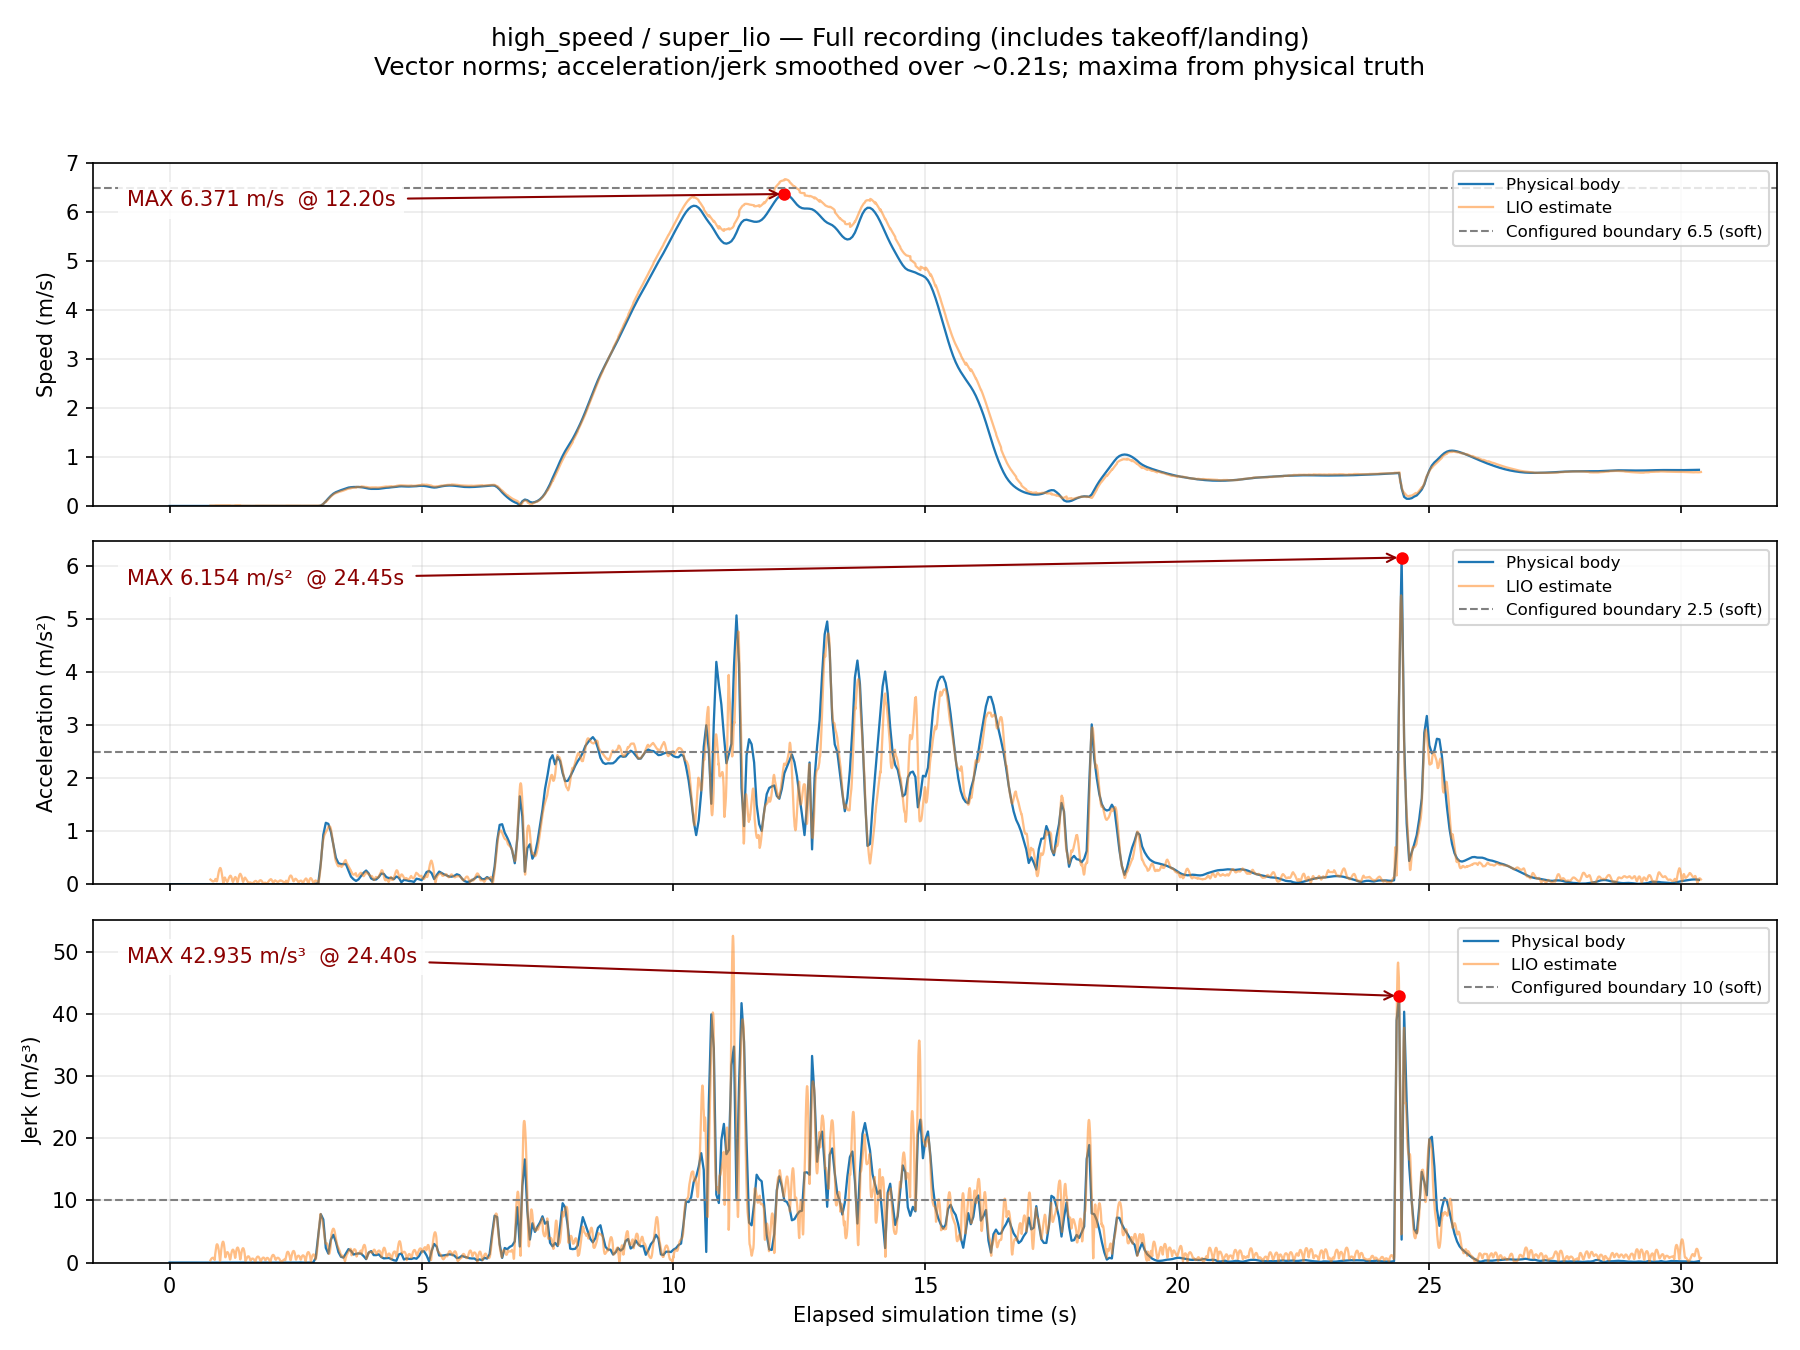 high_speed / super_lio — Full recording (includes takeoff/landing)
Vector norms; acceleration/jerk smoothed over ~0.21s; maxima from physical truth
7
6
5
4
3
2
1
0
Speed (m/s)
MAX 6.371 m/s  @ 12.20s
Physical body
LIO estimate
Configured boundary 6.5 (soft)
6
5
4
3
2
1
0
Acceleration (m/s²)
MAX 6.154 m/s²  @ 24.45s
Physical body
LIO estimate
Configured boundary 2.5 (soft)
50
40
30
20
10
0
Jerk (m/s³)
MAX 42.935 m/s³  @ 24.40s
Physical body
LIO estimate
Configured boundary 10 (soft)
0 5 10 15 20 25 30
Elapsed simulation time (s)